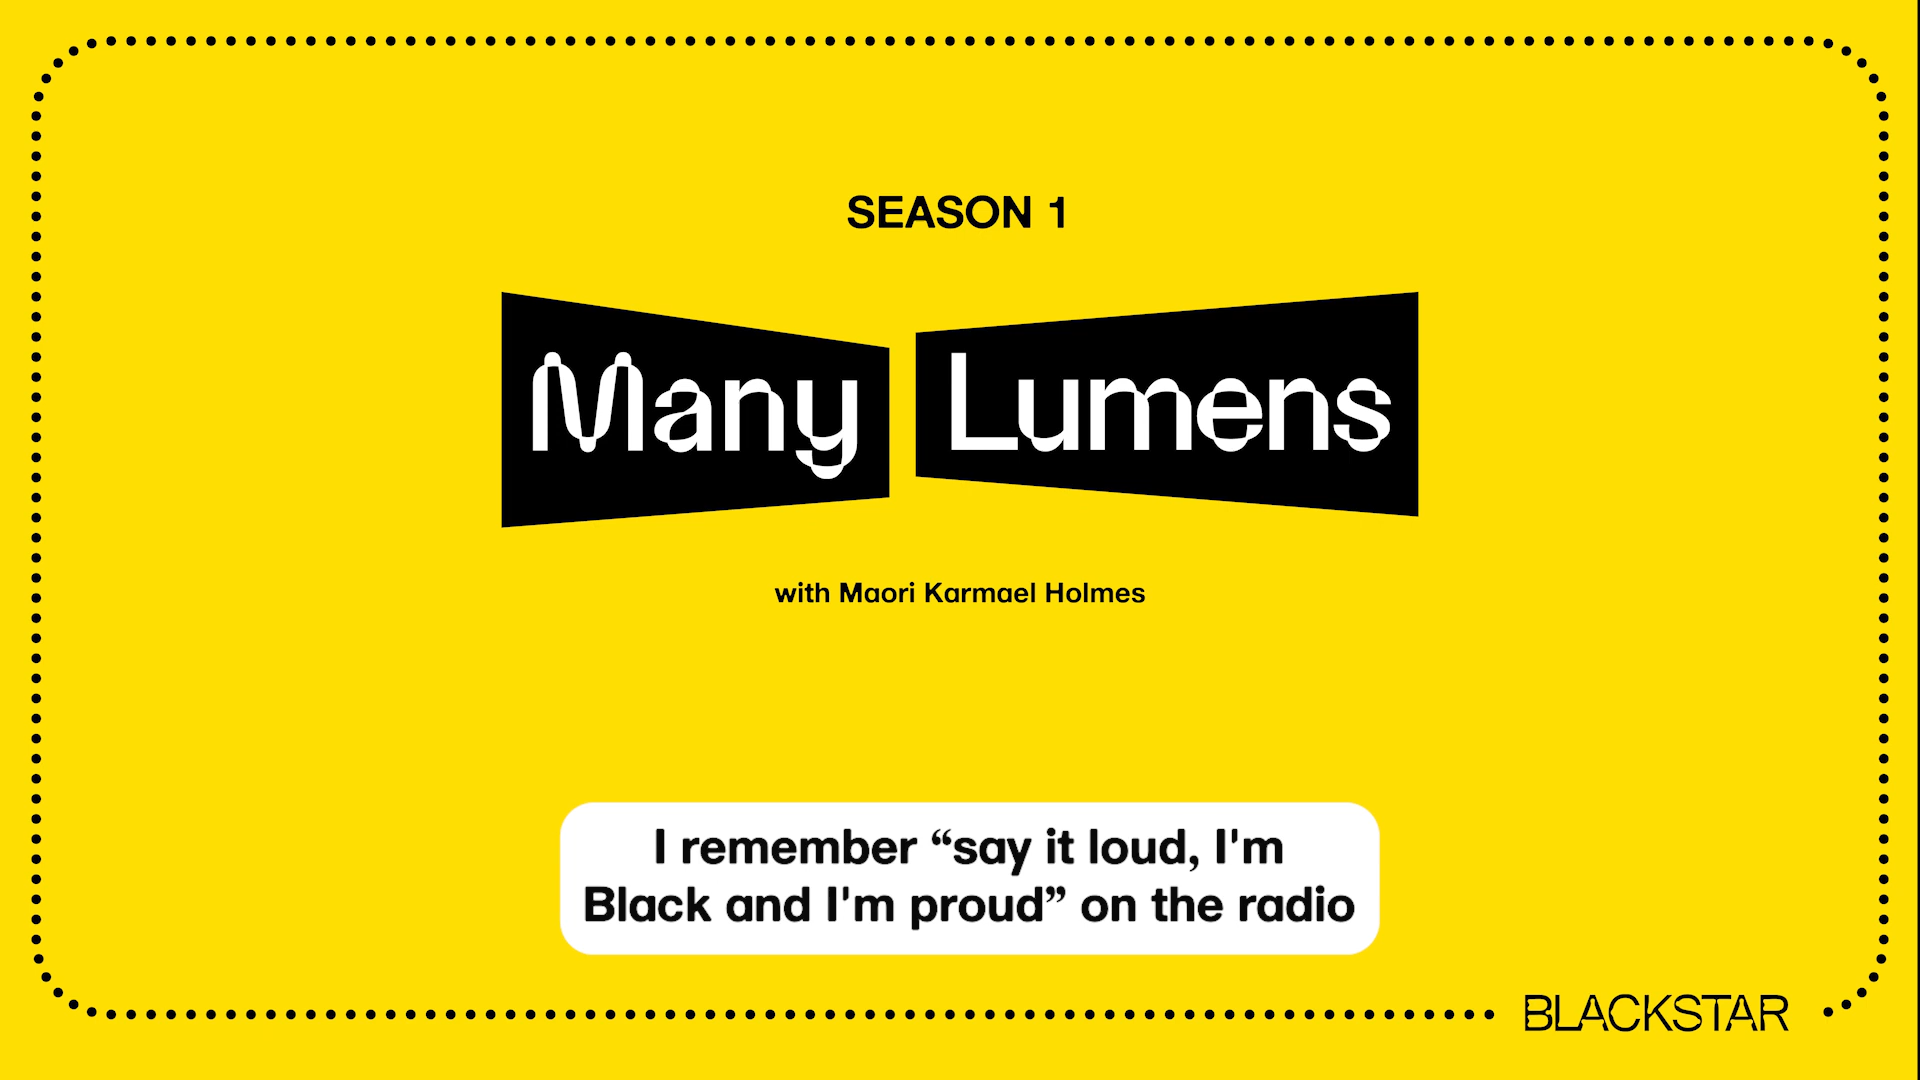 SEASON 1
Many Lumens
with Maori Karmael Holmes
I remember “say it loud, I'm
Black and I'm proud” on the radio
BLACKSTAR